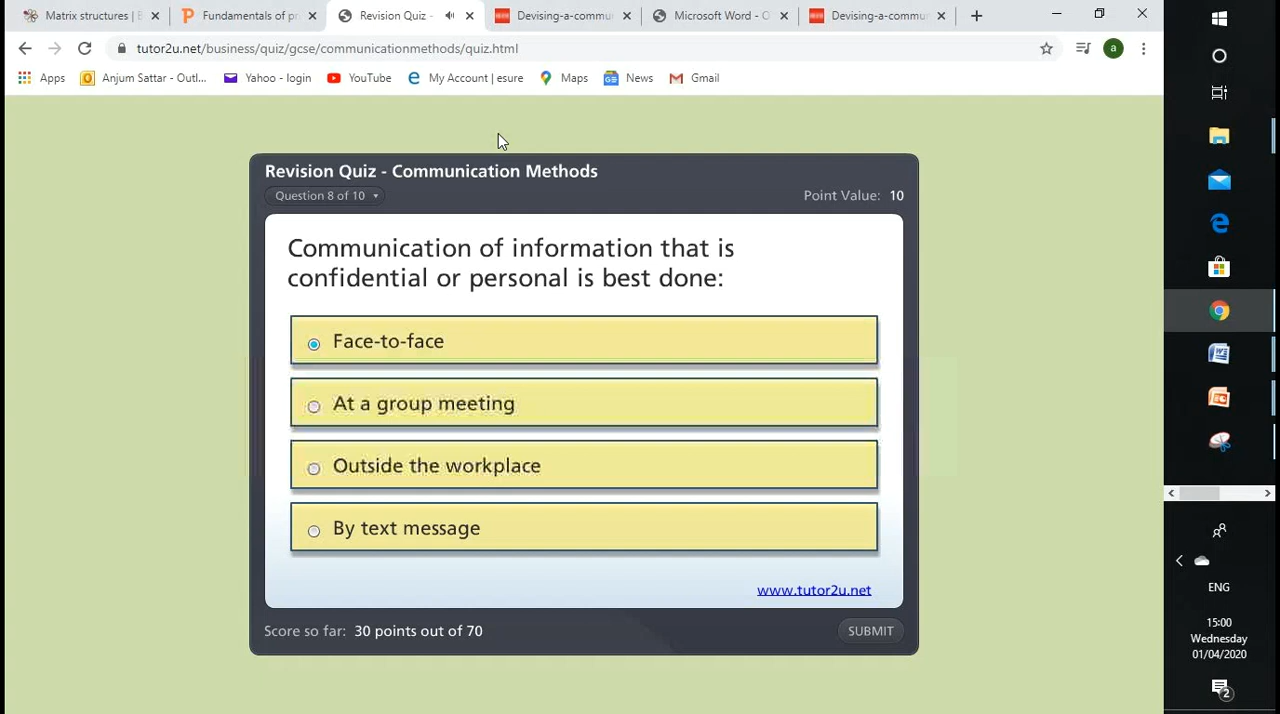 Matrix structures | B
Fundamentals of pr
Revision Quiz -
Devising-a-commu
Microsoft Word - O
Devising-a-commu
tutor2u.net/business/quiz/gcse/communicationmethods/quiz.html
a
Apps
Anjum Sattar - Outl...
Yahoo - login
YouTube
My Account | esure
Maps
News
Gmail
Revision Quiz - Communication Methods
Question 8 of 10
Point Value: 10
Communication of information that is
confidential or personal is best done:
Face-to-face
At a group meeting
Outside the workplace
By text message
www.tutor2u.net
Score so far: 30 points out of 70
SUBMIT
ENG
15:00
Wednesday
01/04/2020
2